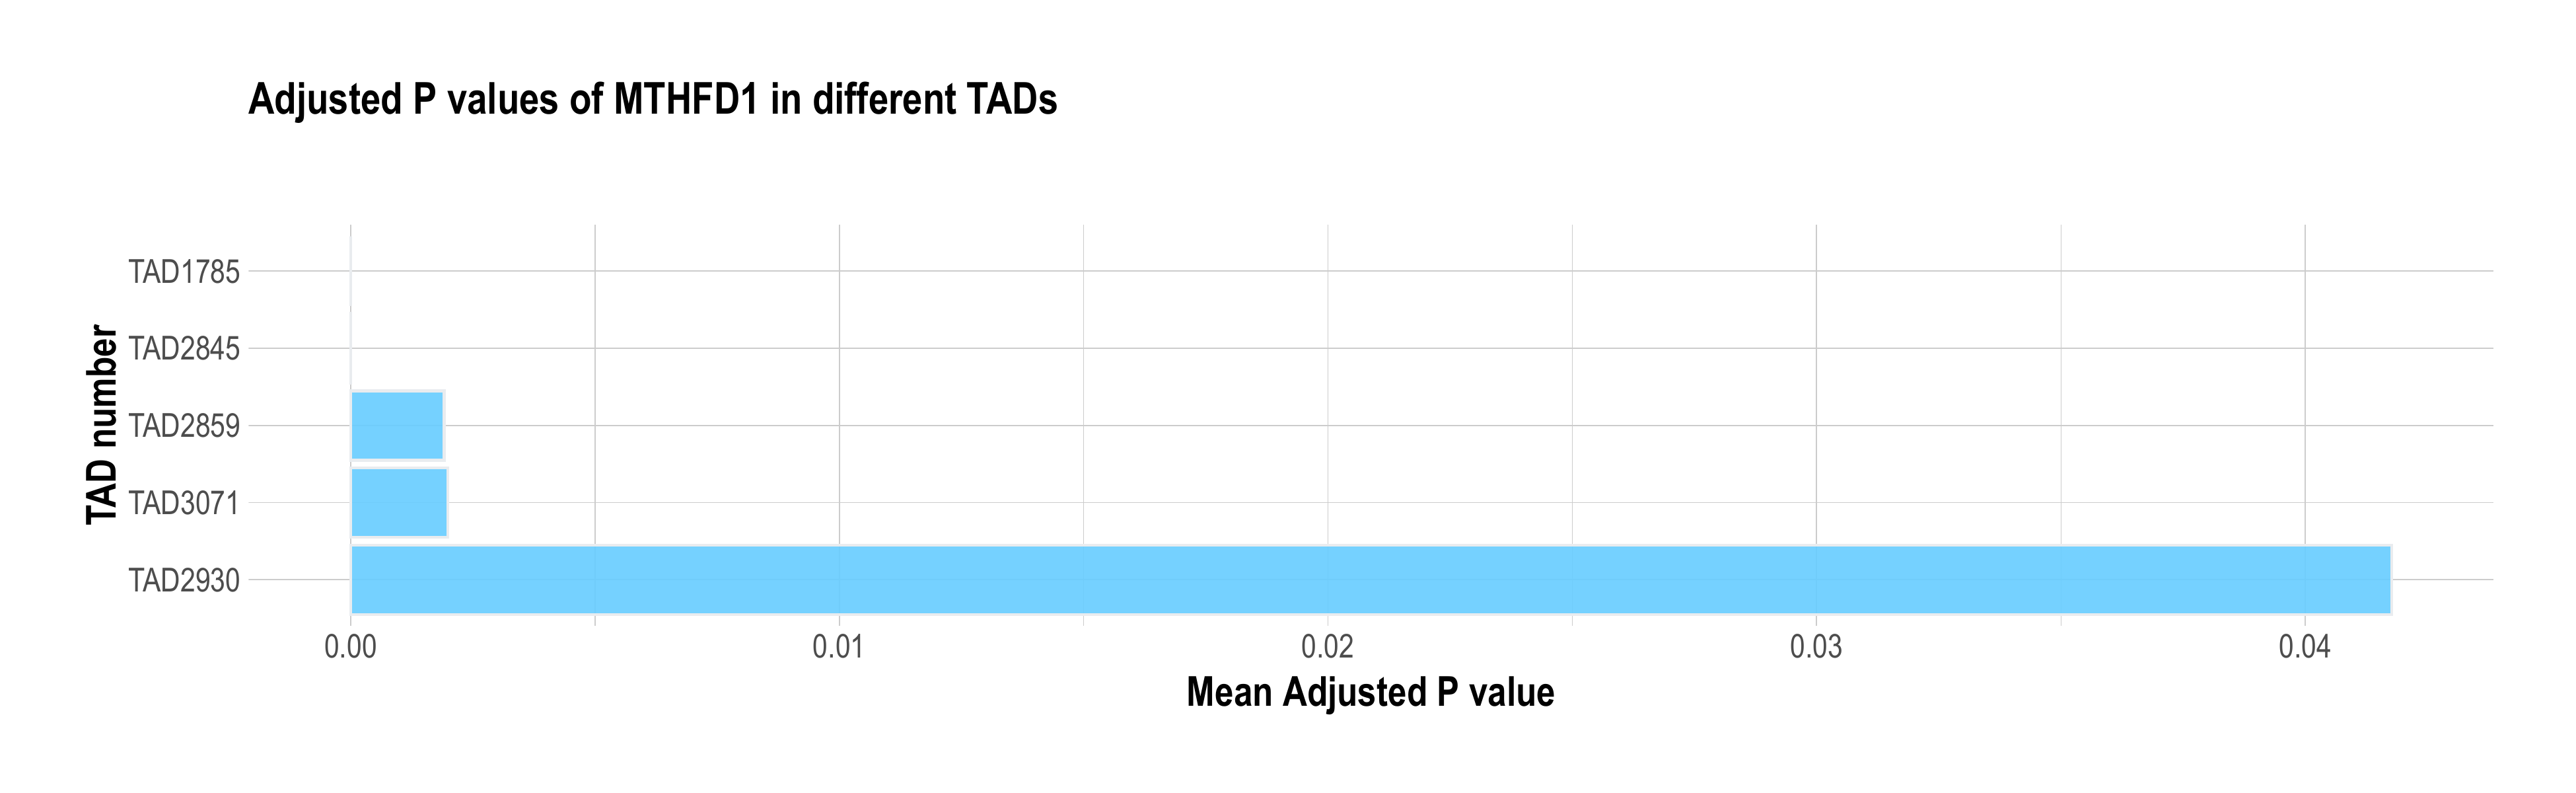 Adjusted P values of MTHFD1 in different TADs
TAD number
TAD1785
TAD2845
TAD2859
TAD3071
TAD2930
0.00 0.01 0.02 0.03 0.04
Mean Adjusted P value